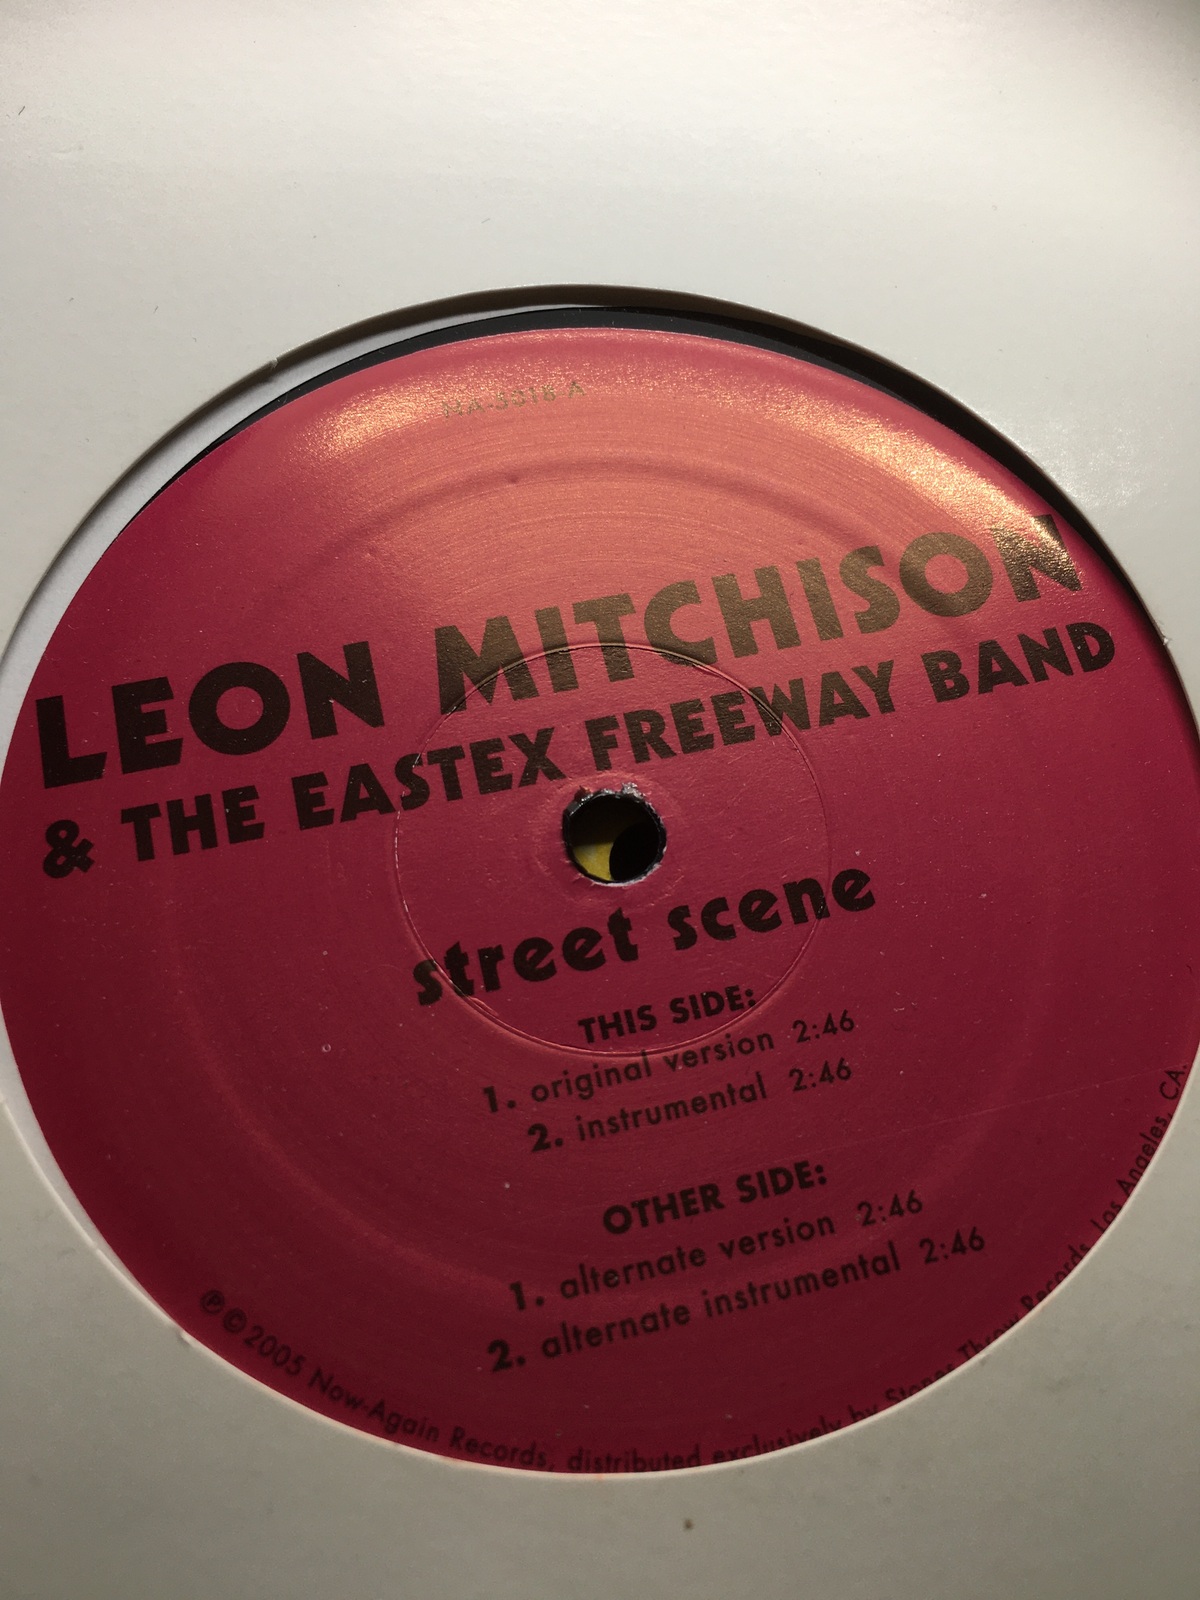 NA-5016 A
LEON MITCHISON
& THE EASTEX FREEWAY BAND
street scene
THIS SIDE:
1. original version 2:46
2. instrumental 2:46
OTHER SIDE:
1. alternate version 2:46
2. alternate instrumental 2:46
℗ © 2005 Now-Again Records, distributed exclusively by Stones Throw Records, Los Angeles, CA.